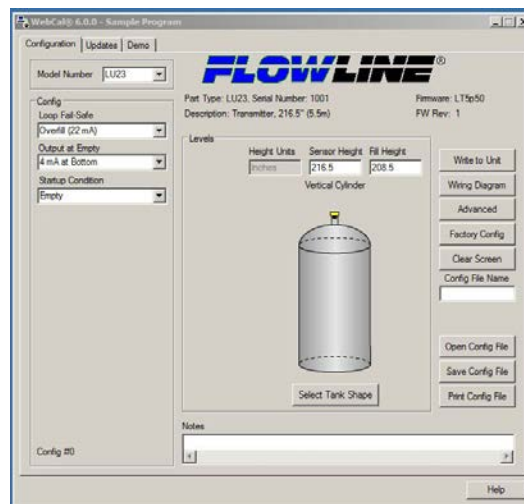 WebCal® 6.0.0 - Sample Program
Configuration Updates Demo
Model Number LU23
FLOWLINE®
Part Type: LU23, Serial Number: 1001 Firmware: LT5p50
Description: Transmitter, 216.5" (5.5m) FW Rev: 1
Config
Loop Fail-Safe
Overfill (22 mA)
Output at Empty
4 mA at Bottom
Startup Condition
Empty
Config #0
Levels
Height Units Sensor Height Fill Height
Inches 216.5 208.5
Vertical Cylinder
Select Tank Shape
Write to Unit
Wiring Diagram
Advanced
Factory Config
Clear Screen
Config File Name
Open Config File
Save Config File
Print Config File
Notes
Help